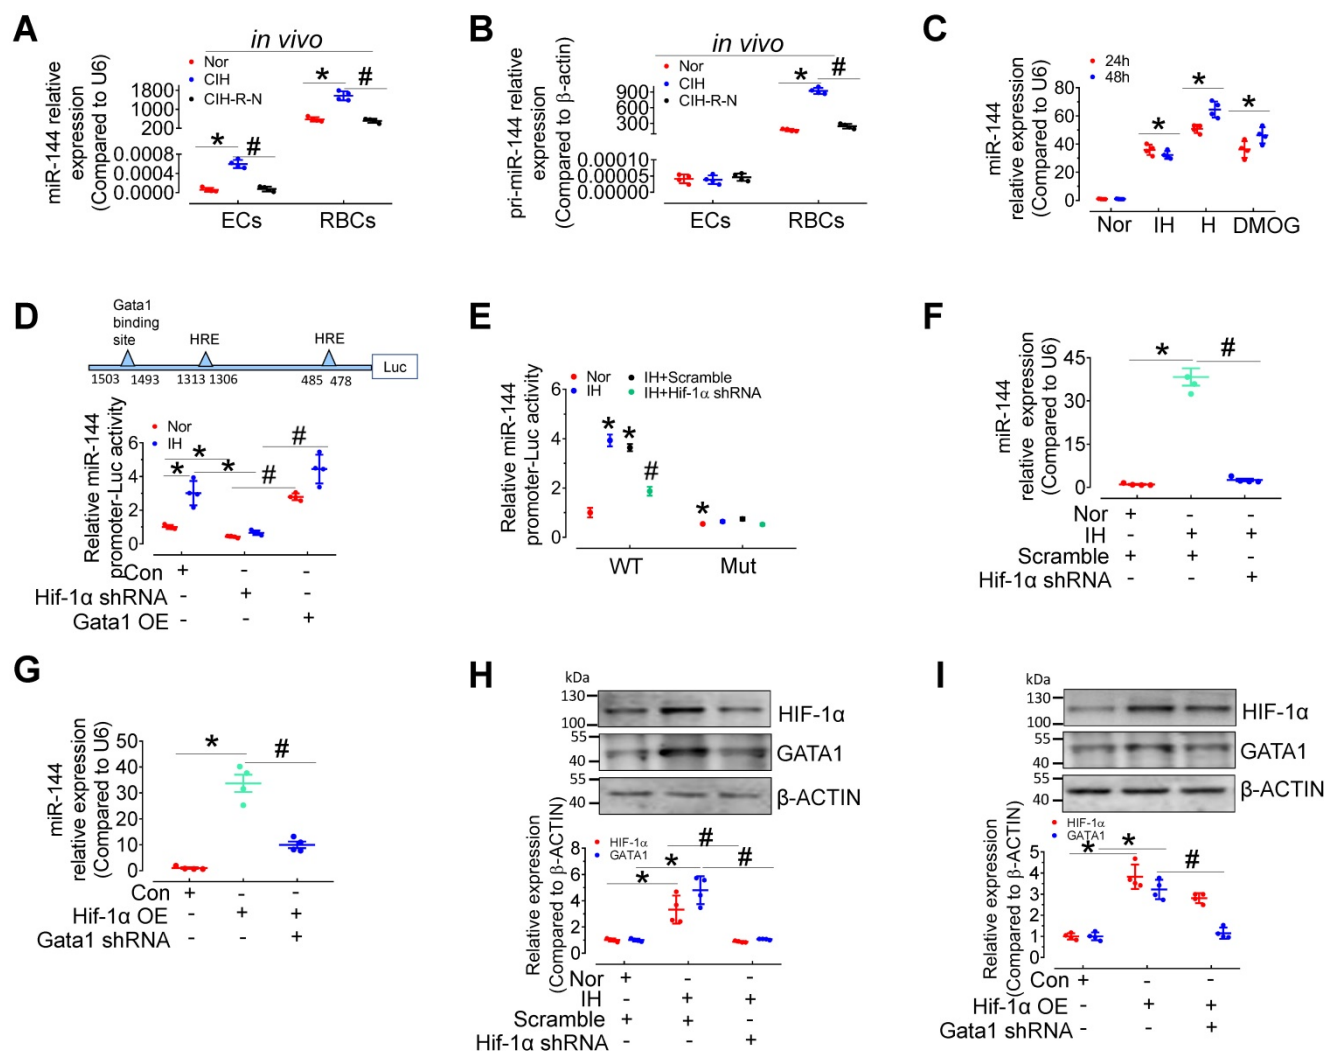 A
in vivo
Nor
CIH
CIH-R-N
miR-144 relative
expression
(Compared to U6)
1800
1000
200
0.0008
0.0004
0.0000
* # * #
ECs RBCs
B
in vivo
Nor
CIH
CIH-R-N
pri-miR-144 relative
expression
(Compared to β-actin)
900
600
300
0.00010
0.00005
0.00000
* #
ECs RBCs
C
24h
48h
miR-144
relative expression
(Compared to U6)
80
60
40
20
0
* * *
Nor IH H DMOG
D
Gata1
binding
site
HRE HRE
Luc
1503 1493 1313 1306 485 478
Nor
IH
Relative miR-144
promoter-Luc activity
6
4
2
0
* * * # #
Con + - -
Hif-1α shRNA - + -
Gata1 OE - - +
E
Nor
IH
IH+Scramble
IH+Hif-1α shRNA
Relative miR-144
promoter-Luc activity
6
4
2
0
* * # *
WT Mut
F
miR-144
relative expression
(Compared to U6)
45
30
15
0
* #
Nor + - -
IH - + +
Scramble + + -
Hif-1α shRNA - - +
G
miR-144
relative expression
(Compared to U6)
50
40
30
20
10
0
* #
Con + - -
Hif-1α OE - + +
Gata1 shRNA - - +
H
kDa
130
100
HIF-1α
55
40
GATA1
55
40
β-ACTIN
HIF-1α
GATA1
Relative expression
(Compared to β-ACTIN)
8
6
4
2
0
* * # #
Nor + - -
IH - + +
Scramble + + -
Hif-1α shRNA - - +
I
kDa
130
100
HIF-1α
55
40
GATA1
55
40
β-ACTIN
HIF-1α
GATA1
Relative expression
(Compared to β-ACTIN)
5
4
3
2
1
0
* * #
Con + - -
Hif-1α OE - + +
Gata1 shRNA - - +